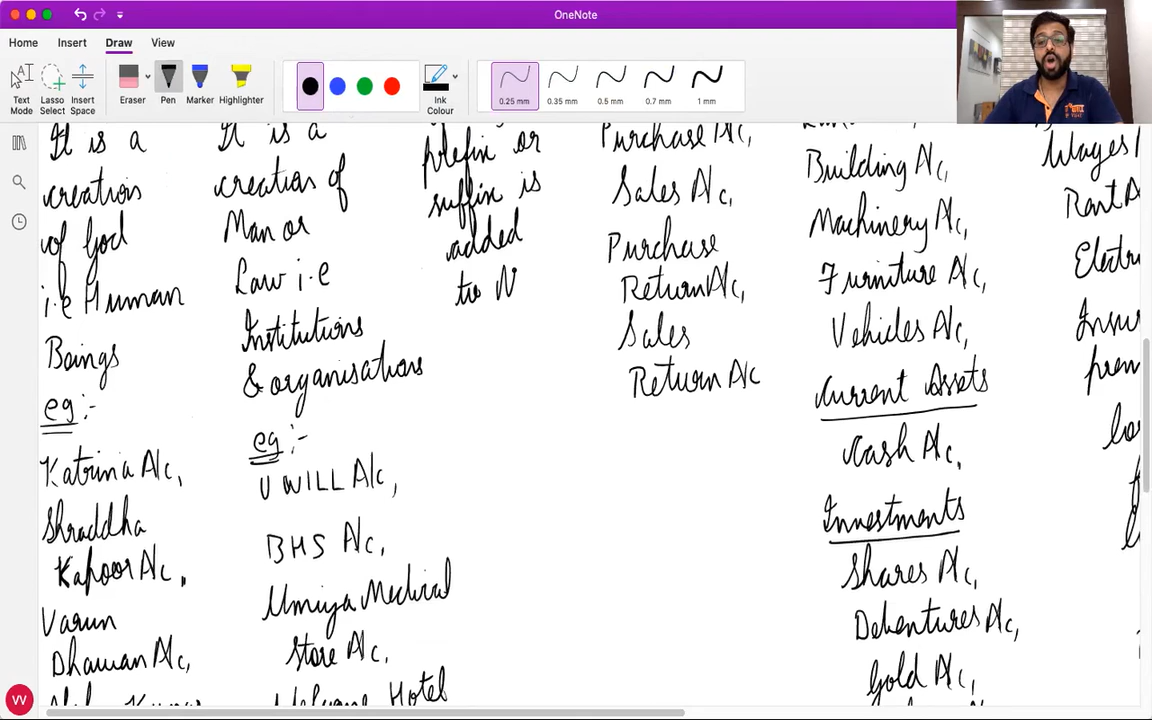 OneNote
Home Insert Draw View
Text Mode
Lasso Select
Insert Space
Eraser
Pen
Marker
Highlighter
Ink Colour
0.25 mm
0.35 mm
0.5 mm
0.7 mm
1 mm
It is a
creation
of God
i.e Human
Beings
eg:-
Katrina A/c,
Shraddha
Kapoor A/c,
Varun
Dhawan A/c,
It is a
creation of
Man or
Law i.e
Institutions
& organisations
eg:-
U WILL A/c,
BHS A/c,
Umiya Medical
Store A/c,
Hotel
prefix or
suffix is
added
to N
Purchase A/c,
Sales A/c,
Purchase
Return A/c,
Sales
Return A/c
Building A/c,
Machinery A/c,
Furniture A/c,
Vehicles A/c,
Current Assets
Cash A/c,
Investments
Shares A/c,
Debentures A/c,
Gold A/c,
Wages
Rent A
Electri
Insur
prem
VV